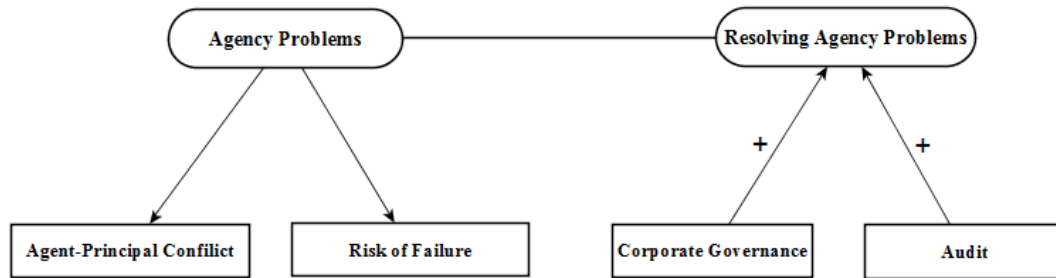 Agency Problems
Resolving Agency Problems
+
+
Agent-Principal Confilict
Risk of Failure
Corporate Governance
Audit